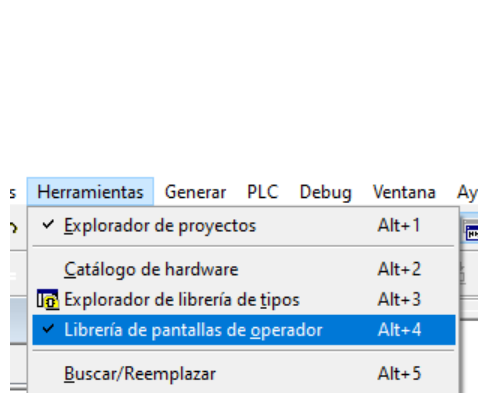 s Herramientas Generar PLC Debug Ventana Ay
Explorador de proyectos Alt+1
Catálogo de hardware Alt+2
Explorador de librería de tipos Alt+3
Librería de pantallas de operador Alt+4
Buscar/Reemplazar Alt+5